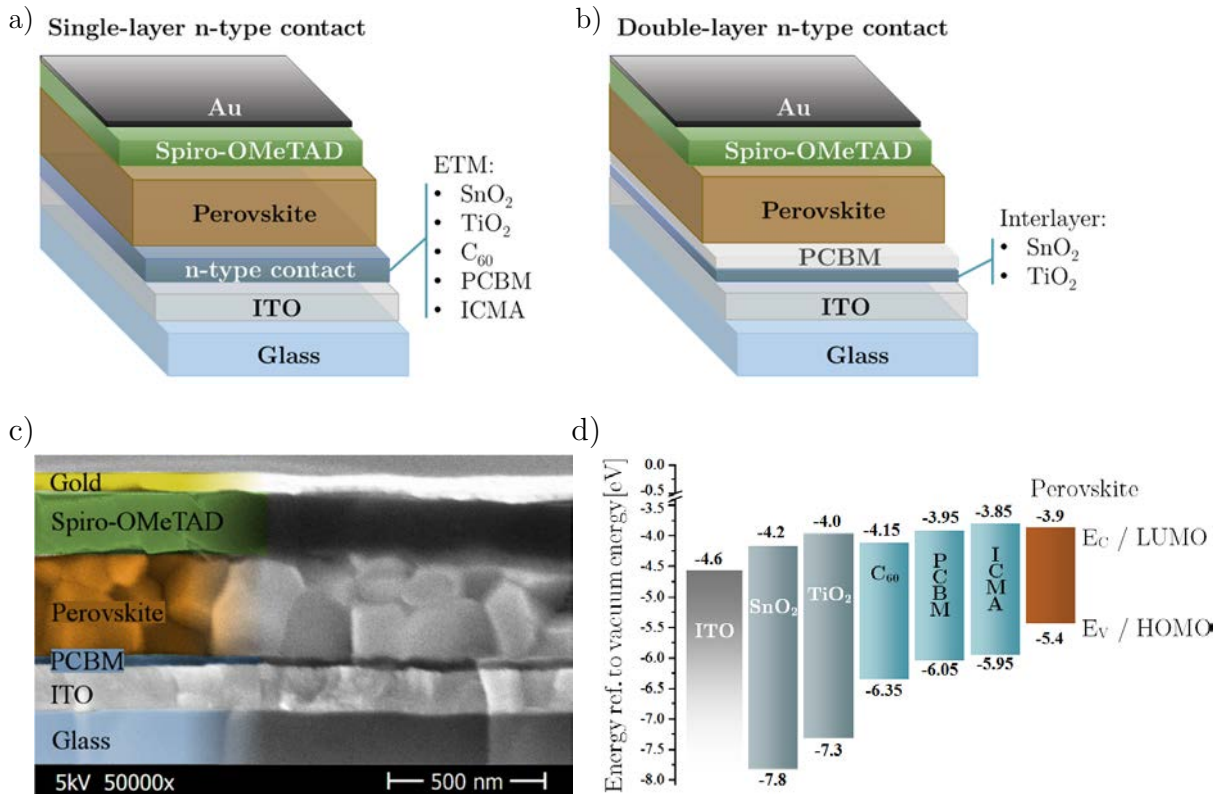 a)
Single-layer n-type contact
Au
Spiro-OMeTAD
Perovskite
n-type contact
ITO
Glass
ETM:
• SnO₂
• TiO₂
• C₆₀
• PCBM
• ICMA
b)
Double-layer n-type contact
Au
Spiro-OMeTAD
Perovskite
PCBM
ITO
Glass
Interlayer:
• SnO₂
• TiO₂
c)
Gold
Spiro-OMeTAD
Perovskite
PCBM
ITO
Glass
5kV 50000x
500 nm
d)
Energy ref. to vacuum energy [eV]
0.0
-0.5
-3.5
-4.0
-4.5
-5.0
-5.5
-6.0
-6.5
-7.0
-7.5
-8.0
-4.6
ITO
-4.2
SnO₂
-7.8
-4.0
TiO₂
-7.3
-4.15
C₆₀
-6.35
-3.95
PCBM
-6.05
-3.85
ICMA
-5.95
Perovskite
-3.9
-5.4
E_C / LUMO
E_V / HOMO